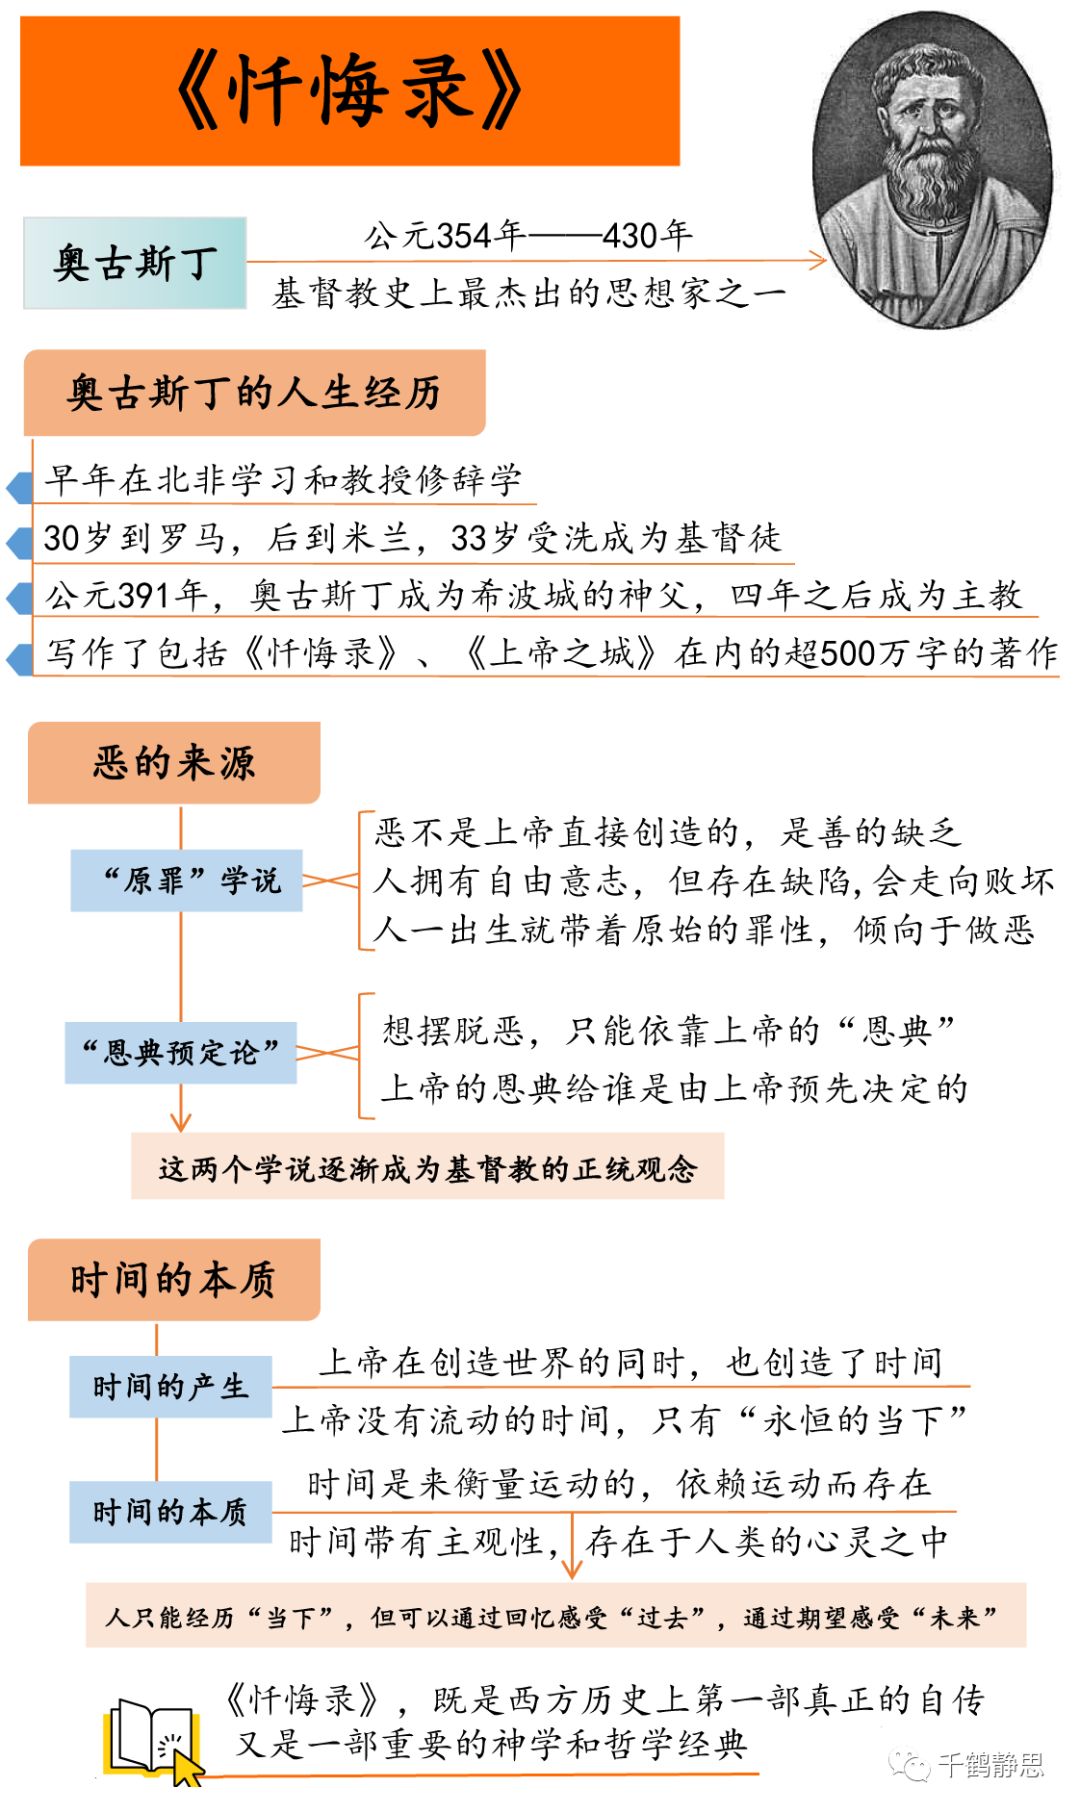 《忏悔录》
奥古斯丁
公元354年——430年
基督教史上最杰出的思想家之一
奥古斯丁的人生经历
早年在北非学习和教授修辞学
30岁到罗马，后到米兰，33岁受洗成为基督徒
公元391年，奥古斯丁成为希波城的神父，四年之后成为主教
写作了包括《忏悔录》、《上帝之城》在内的超500万字的著作
恶的来源
“原罪”学说
恶不是上帝直接创造的，是善的缺乏
人拥有自由意志，但存在缺陷,会走向败坏
人一出生就带着原始的罪性，倾向于做恶
“恩典预定论”
想摆脱恶，只能依靠上帝的“恩典”
上帝的恩典给谁是由上帝预先决定的
这两个学说逐渐成为基督教的正统观念
时间的本质
时间的产生
上帝在创造世界的同时，也创造了时间
上帝没有流动的时间，只有“永恒的当下”
时间的本质
时间是来衡量运动的，依赖运动而存在
时间带有主观性，存在于人类的心灵之中
人只能经历“当下”，但可以通过回忆感受“过去”，通过期望感受“未来”
《忏悔录》，既是西方历史上第一部真正的自传
又是一部重要的神学和哲学经典
千鹤静思